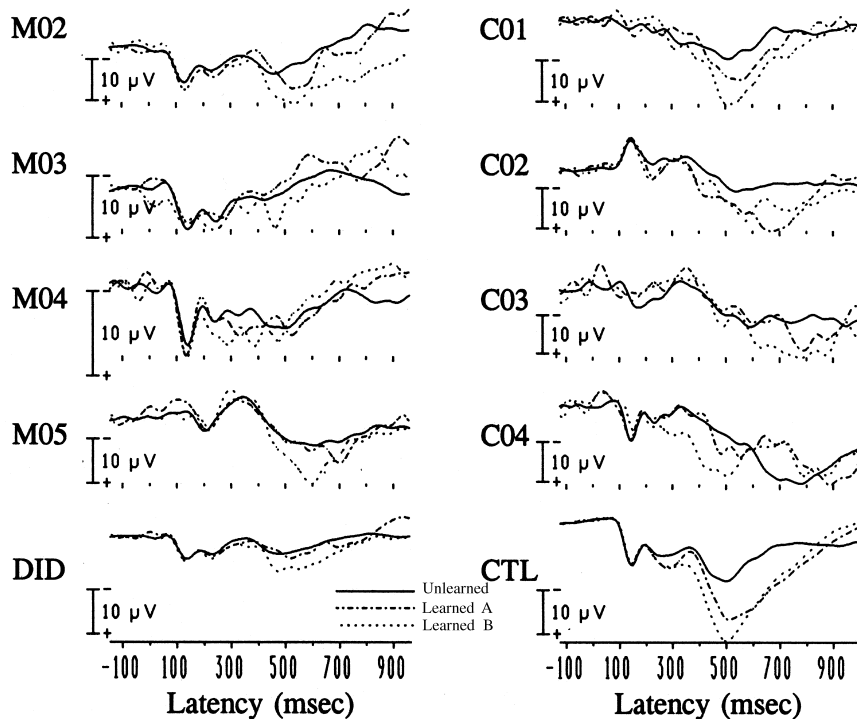 M02
10 µV
-
+
M03
-
+
M04
10 µV
-
+
M05
10 µV
-
+
DID
10 µV
-
+
-100 100 300 500 700 900
Latency (msec)
Unlearned
Learned A
Learned B
C01
10 µV
-
+
C02
10 µV
-
+
C03
10 µV
-
+
C04
10 µV
-
+
CTL
10 µV
-
+
-100 100 300 500 700 900
Latency (msec)